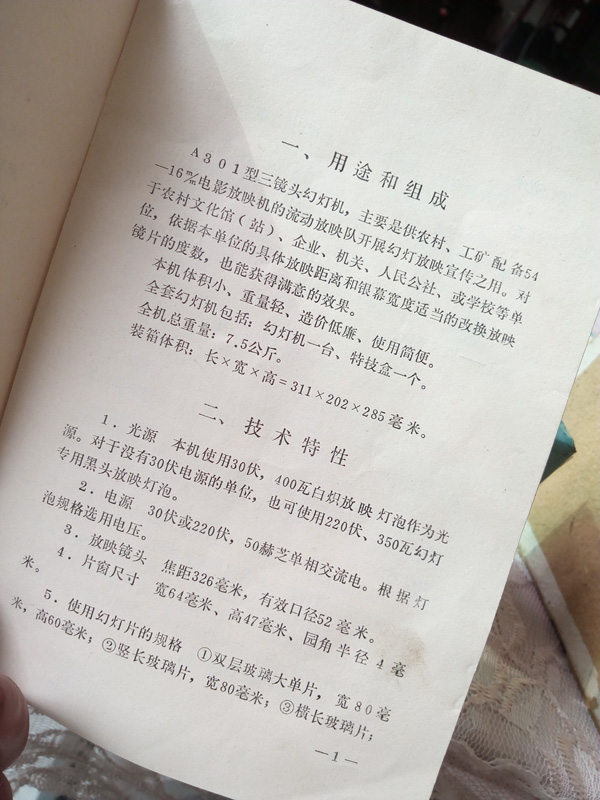 一、用途和组成
A301型三镜头幻灯机，主要是供农村、工矿配备54
—16㎜电影放映机的流动放映队开展幻灯放映宣传之用。对
于农村文化馆（站）、企业、机关、人民公社、或学校等单
位，依据本单位的具体放映距离和银幕宽度适当的改换放映
镜片的度数，也能获得满意的效果。
本机体积小、重量轻、造价低廉、使用简便。
全套幻灯机包括：幻灯机一台、特技盒一个。
全机总重量：7.5公斤。
装箱体积：长×宽×高=311×202×285毫米。
二、技术特性
1．光源　本机使用30伏，400瓦白炽放映灯泡作为光
源。对于没有30伏电源的单位，也可使用220伏、350瓦幻灯
专用黑头放映灯泡。
2．电源　30伏或220伏，50赫芝单相交流电。根据灯
泡规格选用电压。
3．放映镜头　焦距326毫米，有效口径52毫米。
4．片窗尺寸　宽64毫米、高47毫米、园角半径4毫
米。
5．使用幻灯片的规格　①双层玻璃大单片，宽80毫
米，高60毫米；②竖长玻璃片，宽80毫米；③横长玻璃片；
—1—